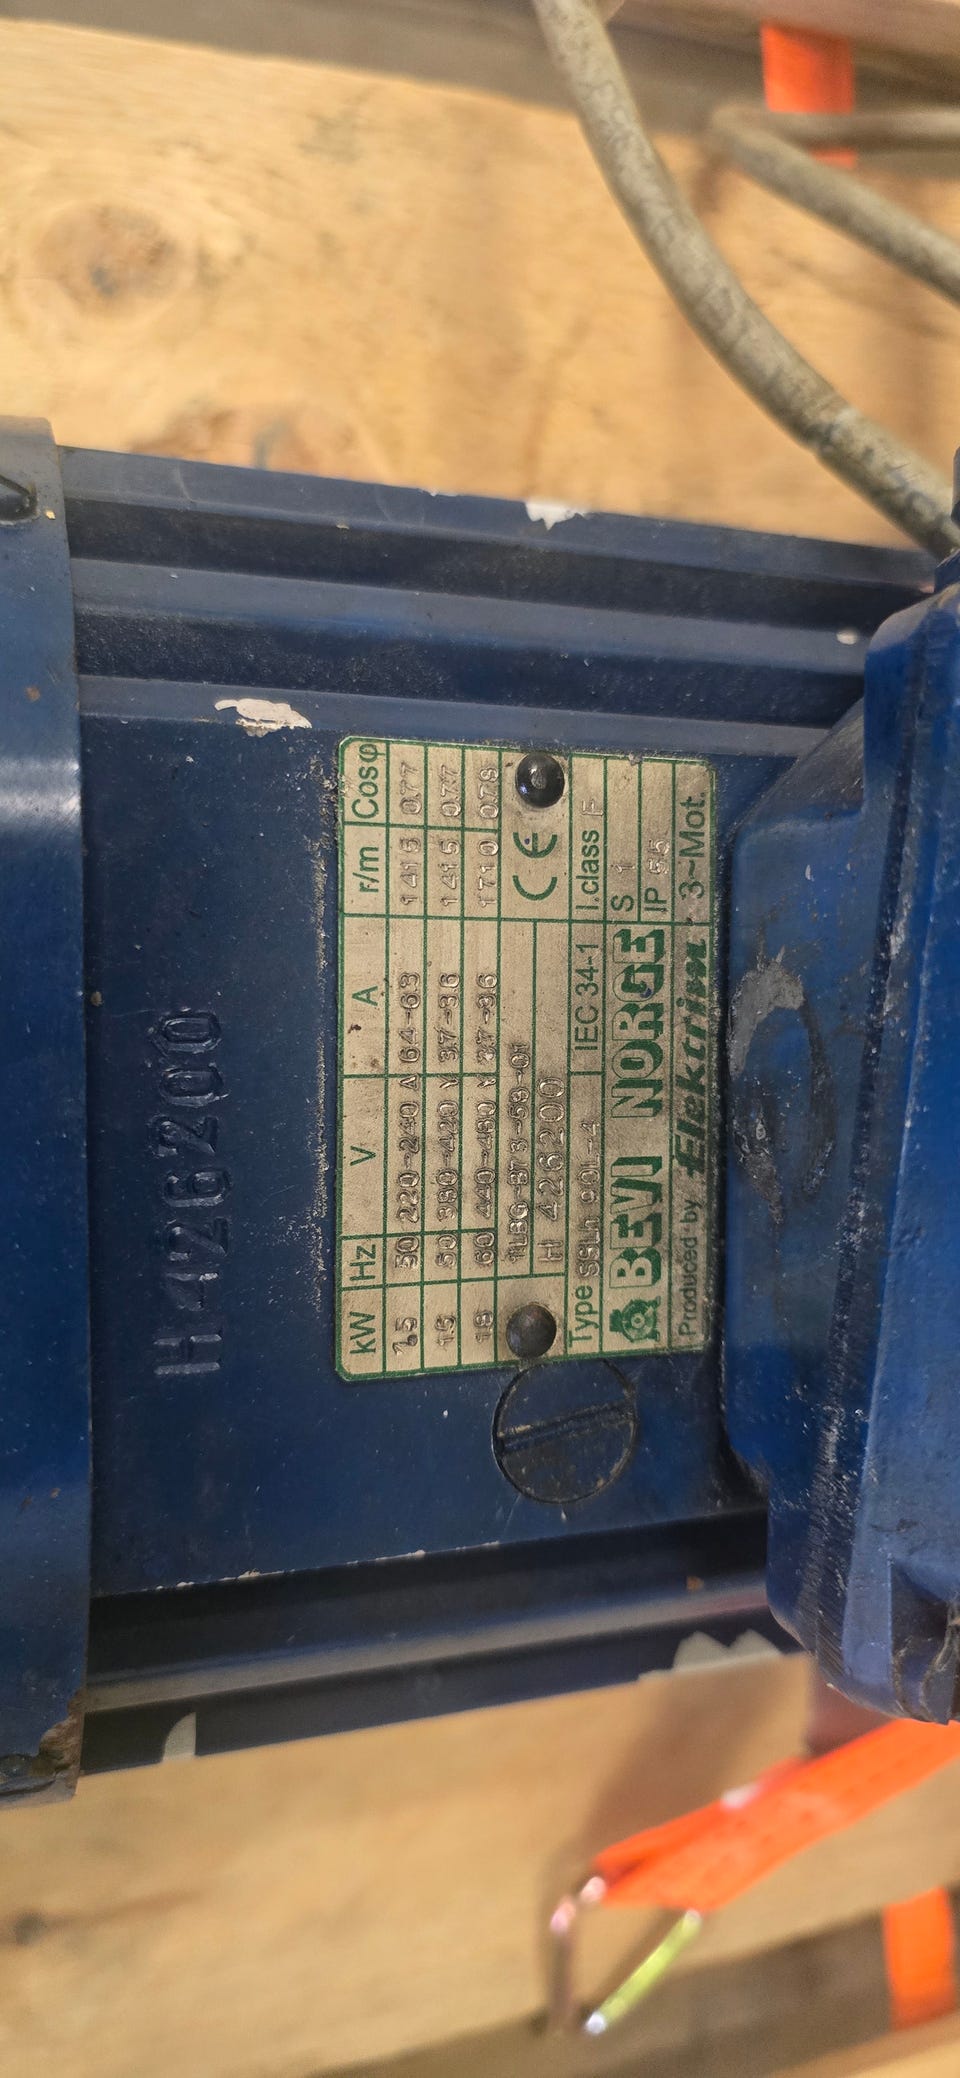 H 426200
kW Hz V A r/m Cosφ
1,5 50 220-240 Δ 6.4-6.3 1415 0.77
1.5 50 380-420 Y 3.7-3.6 1415 0.77
1.8 60 440-480 Y 3.7-3.6 1710 0.78
CE
H 426200
Type SSLh 90L-4 IEC 34-1 I.class F
BEVI NORGE S 1
IP 55
Produced by Elektrim 3~Mot.